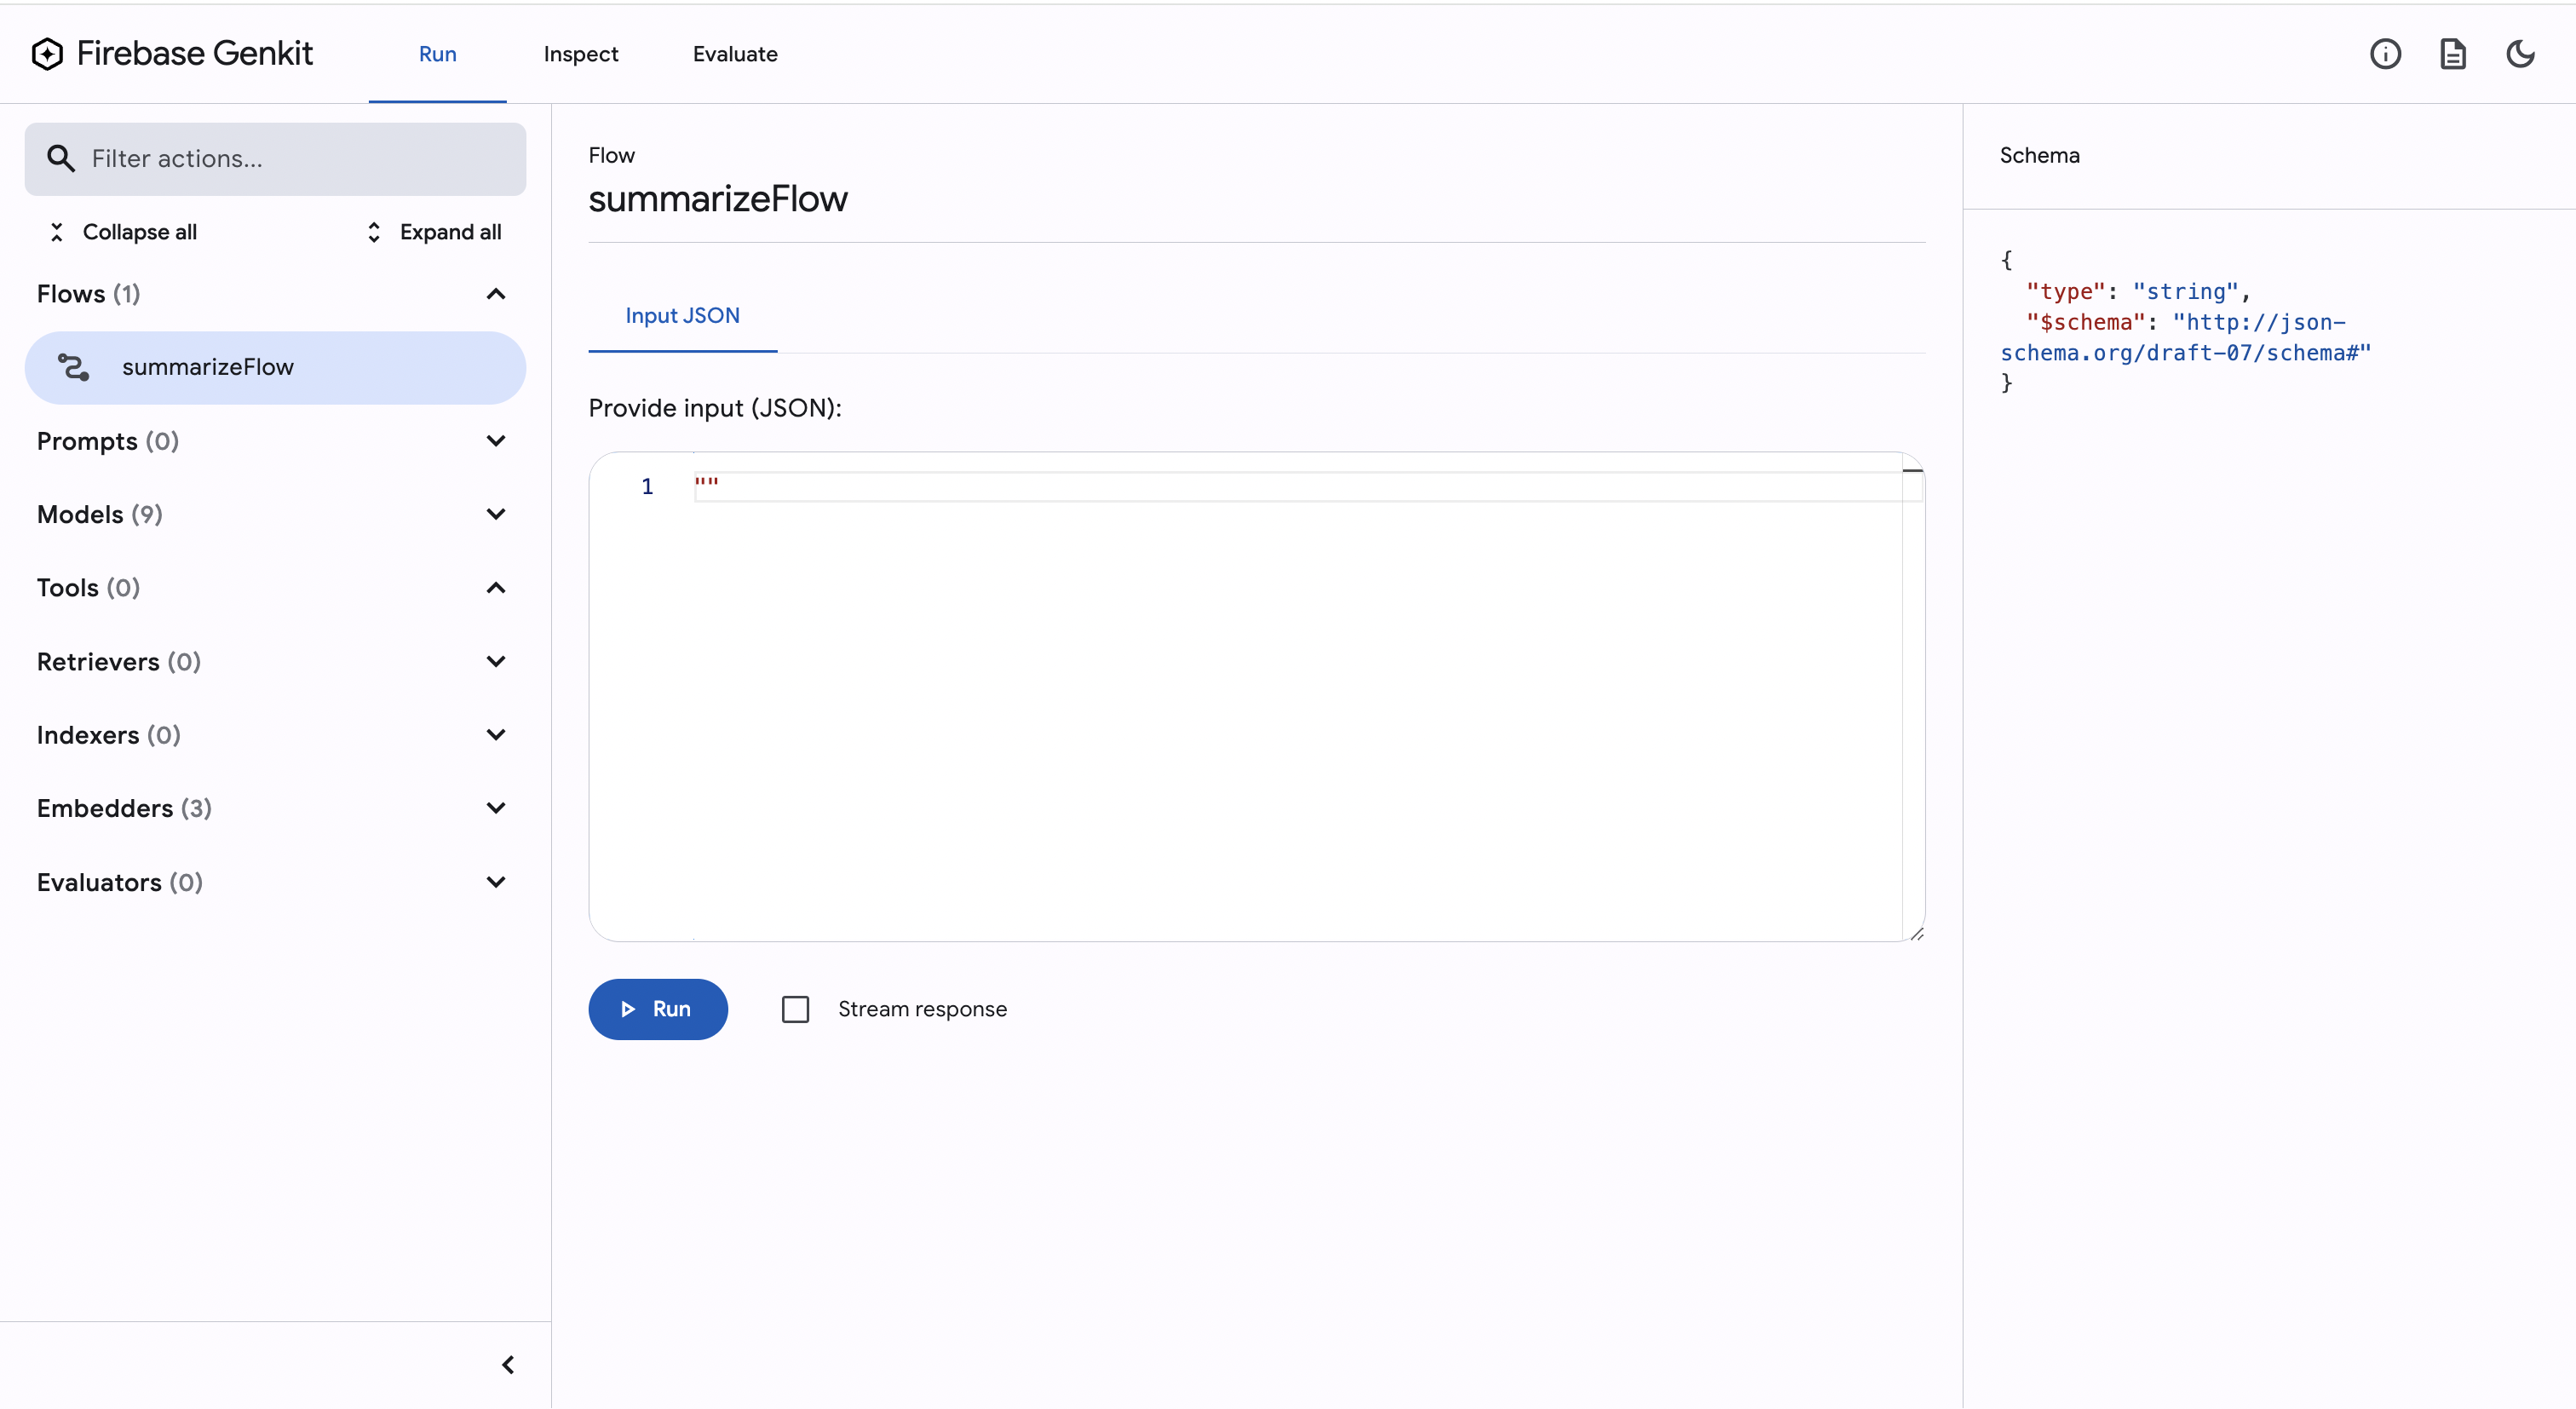 Firebase Genkit
Run
Inspect
Evaluate
Filter actions...
Collapse all
Expand all
Flows (1)
summarizeFlow
Prompts (0)
Models (9)
Tools (0)
Retrievers (0)
Indexers (0)
Embedders (3)
Evaluators (0)
Flow
summarizeFlow
Input JSON
Provide input (JSON):
1 ""
Run
Stream response
Schema
{
"type": "string",
"$schema": "http://json-
schema.org/draft-07/schema#"
}